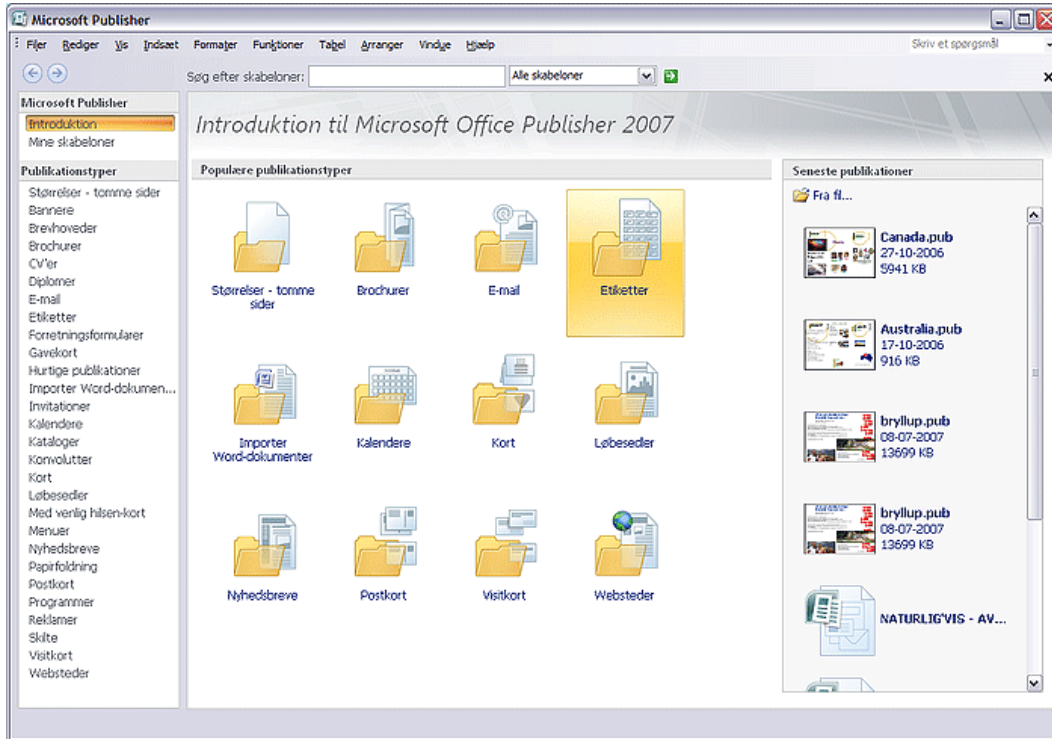 Microsoft Publisher
Filer Rediger Vis Indsæt Formater Funktioner Tabel Arranger Vindue Hjælp Skriv et spørgsmål
Søg efter skabeloner: Alle skabeloner
Microsoft Publisher
Introduktion
Mine skabeloner
Publikationstyper
Størrelser - tomme sider
Bannere
Brevhoveder
Brochurer
CV'er
Diplomer
E-mail
Etiketter
Forretningsformularer
Gavekort
Hurtige publikationer
Importer Word-dokumen...
Invitationer
Kalendere
Kataloger
Konvolutter
Kort
Løbesedler
Med venlig hilsen-kort
Menuer
Nyhedsbreve
Papirfoldning
Postkort
Programmer
Reklamer
Skilte
Visitkort
Websteder
Introduktion til Microsoft Office Publisher 2007
Populære publikationstyper
Størrelser - tomme
sider
Brochurer
E-mail
Etiketter
Importer
Word-dokumenter
Kalendere
Kort
Løbesedler
Nyhedsbreve
Postkort
Visitkort
Websteder
Seneste publikationer
Fra fil...
Canada.pub
27-10-2006
5941 KB
Australia.pub
17-10-2006
916 KB
bryllup.pub
08-07-2007
13699 KB
bryllup.pub
08-07-2007
13699 KB
NATURLIG'VIS - AV...